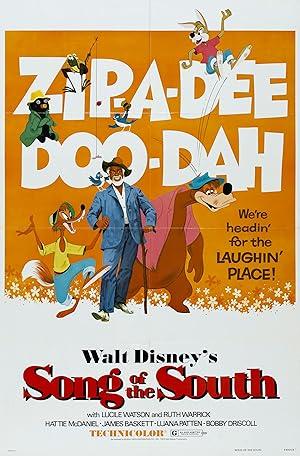 ZIP-A-DEE
DOO-DAH
We're
headin'
for the
LAUGHIN'
PLACE!
Walt Disney's
Song of the South
with LUCILE WATSON and RUTH WARRICK
HATTIE McDANIEL · JAMES BASKETT · LUANA PATTEN · BOBBY DRISCOLL
TECHNICOLOR®
G